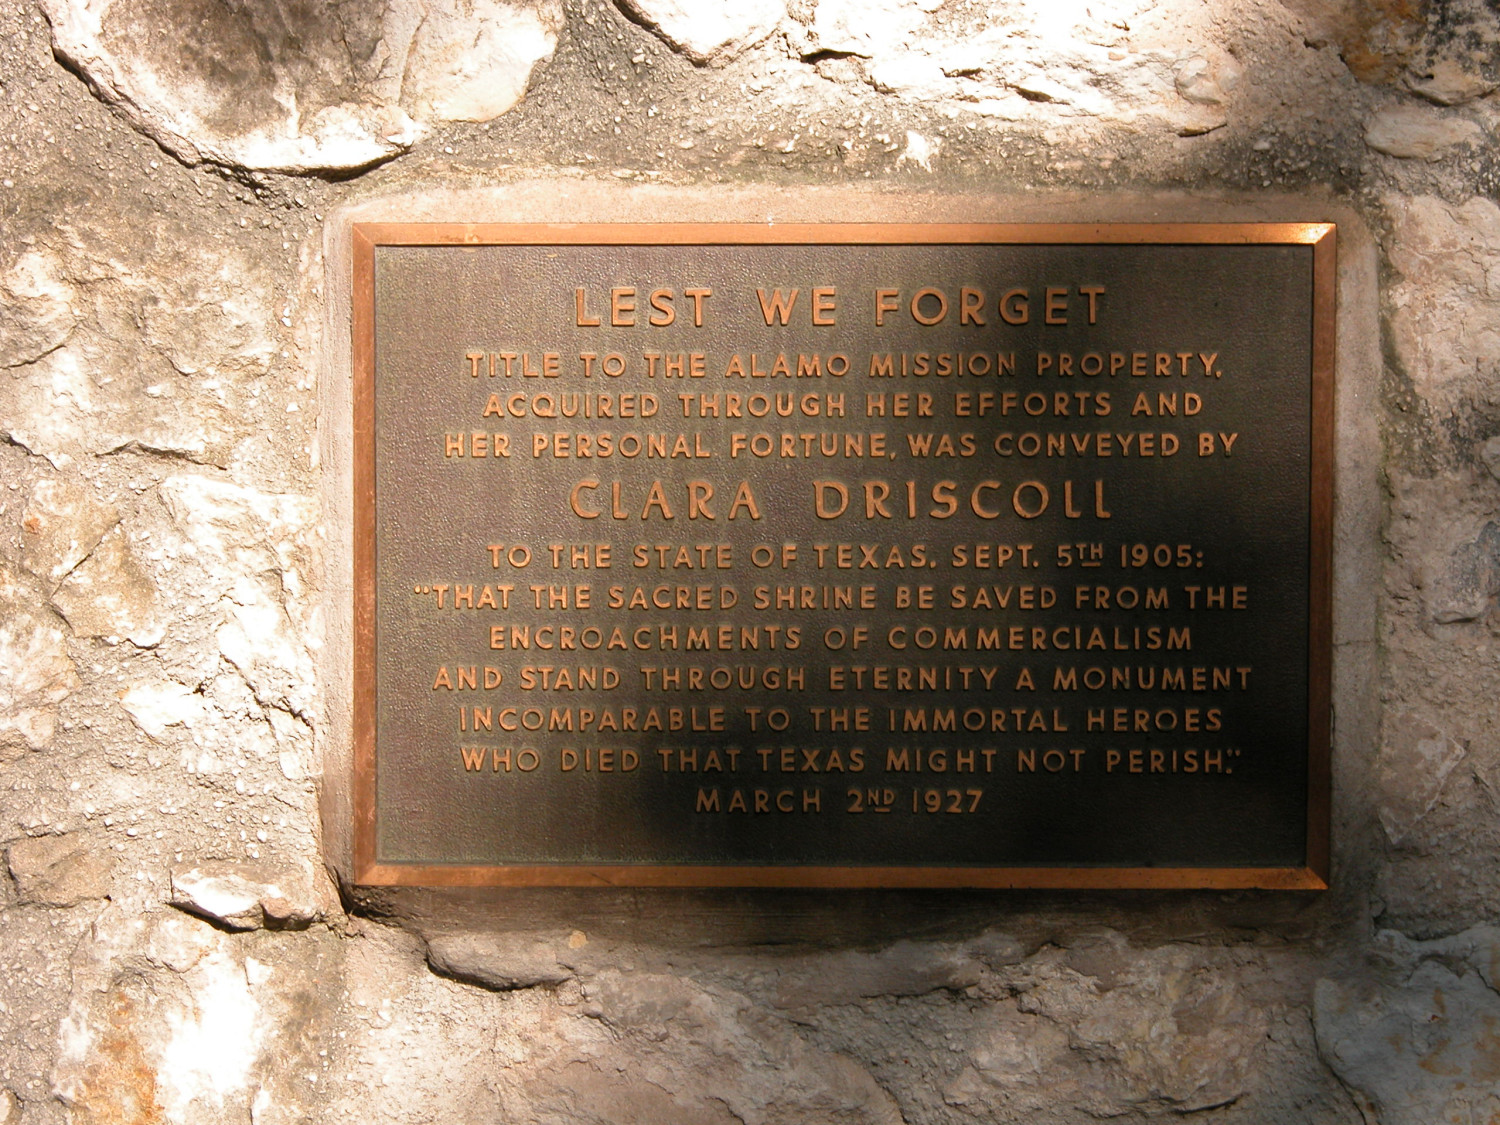 LEST WE FORGET
TITLE TO THE ALAMO MISSION PROPERTY,
ACQUIRED THROUGH HER EFFORTS AND
HER PERSONAL FORTUNE, WAS CONVEYED BY
CLARA DRISCOLL
TO THE STATE OF TEXAS, SEPT. 5TH 1905:
"THAT THE SACRED SHRINE BE SAVED FROM THE
ENCROACHMENTS OF COMMERCIALISM
AND STAND THROUGH ETERNITY A MONUMENT
INCOMPARABLE TO THE IMMORTAL HEROES
WHO DIED THAT TEXAS MIGHT NOT PERISH."
MARCH 2ND 1927